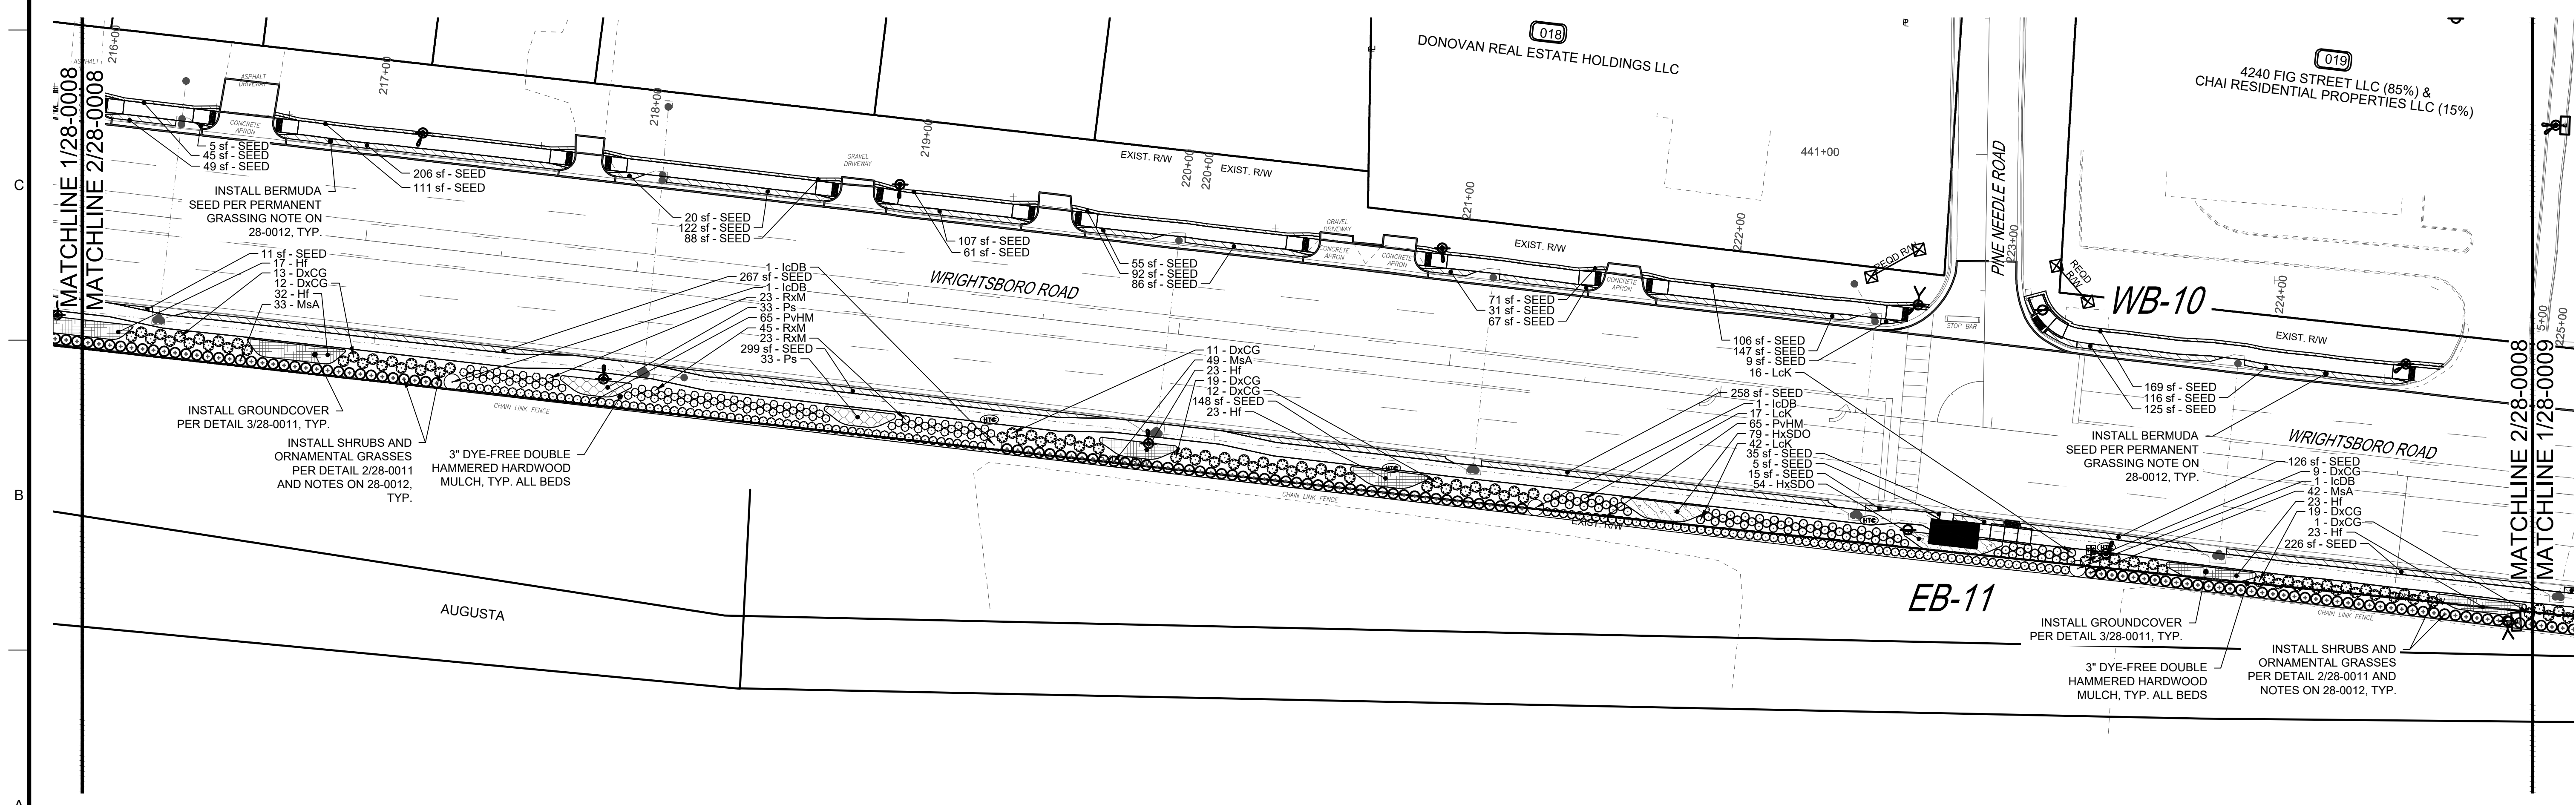 C
B
A
MATCHLINE 1/28-0008
MATCHLINE 2/28-0008
216+00
217+00
218+00
219+00
220+00
220+00
221+00
222+00
223+00
224+00
5+00
225+00
ASPHALT
ASPHALT
DRIVEWAY
CONCRETE
APRON
5 sf - SEED
45 sf - SEED
49 sf - SEED
206 sf - SEED
111 sf - SEED
INSTALL BERMUDA
SEED PER PERMANENT
GRASSING NOTE ON
28-0012, TYP.
20 sf - SEED
122 sf - SEED
88 sf - SEED
GRAVEL
DRIVEWAY
107 sf - SEED
61 sf - SEED
55 sf - SEED
92 sf - SEED
86 sf - SEED
EXIST. R/W
EXIST. R/W
GRAVEL
DRIVEWAY
CONCRETE
APRON
CONCRETE
APRON
71 sf - SEED
31 sf - SEED
67 sf - SEED
EXIST. R/W
CONCRETE
APRON
018
DONOVAN REAL ESTATE HOLDINGS LLC
441+00
REQD R/W
106 sf - SEED
147 sf - SEED
9 sf - SEED
16 - LcK
STOP BAR
PINE NEEDLE ROAD
REQD
R/W
WB-10
019
4240 FIG STREET LLC (85%) &
CHAI RESIDENTIAL PROPERTIES LLC (15%)
EXIST. R/W
169 sf - SEED
116 sf - SEED
125 sf - SEED
INSTALL BERMUDA
SEED PER PERMANENT
GRASSING NOTE ON
28-0012, TYP.
WRIGHTSBORO ROAD
WRIGHTSBORO ROAD
11 sf - SEED
17 - Hf
13 - DxCG
12 - DxCG
32 - Hf
33 - MsA
INSTALL GROUNDCOVER
PER DETAIL 3/28-0011, TYP.
INSTALL SHRUBS AND
ORNAMENTAL GRASSES
PER DETAIL 2/28-0011
AND NOTES ON 28-0012,
TYP.
3" DYE-FREE DOUBLE
HAMMERED HARDWOOD
MULCH, TYP. ALL BEDS
CHAIN LINK FENCE
1 - IcDB
267 sf - SEED
1 - IcDB
23 - RxM
33 - Ps
65 - PvHM
45 - RxM
23 - RxM
299 sf - SEED
33 - Ps
11 - DxCG
49 - MsA
23 - Hf
19 - DxCG
12 - DxCG
148 sf - SEED
23 - Hf
CHAIN LINK FENCE
258 sf - SEED
1 - IcDB
17 - LcK
65 - PvHM
79 - HxSDO
42 - LcK
35 sf - SEED
5 sf - SEED
15 sf - SEED
54 - HxSDO
EXIST. R/W
EB-11
AUGUSTA
126 sf - SEED
9 - DxCG
1 - IcDB
42 - MsA
23 - Hf
19 - DxCG
1 - DxCG
23 - Hf
226 sf - SEED
CHAIN LINK FENCE
INSTALL GROUNDCOVER
PER DETAIL 3/28-0011, TYP.
3" DYE-FREE DOUBLE
HAMMERED HARDWOOD
MULCH, TYP. ALL BEDS
INSTALL SHRUBS AND
ORNAMENTAL GRASSES
PER DETAIL 2/28-0011 AND
NOTES ON 28-0012, TYP.
MATCHLINE 2/28-0008
MATCHLINE 1/28-0009